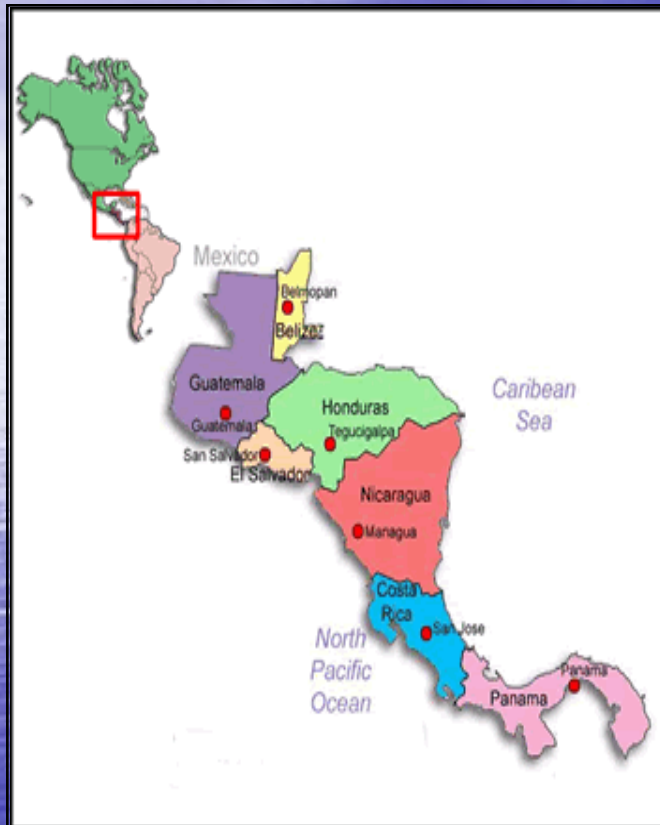 Mexico
Belmopan
Belizez
Guatemala
Guatemala
Honduras
Tegucigalpa
Caribean
Sea
San Salvador
El Salvador
Nicaragua
Managua
Costa
Rica
San Jose
North
Pacific
Ocean
Panama
Panama